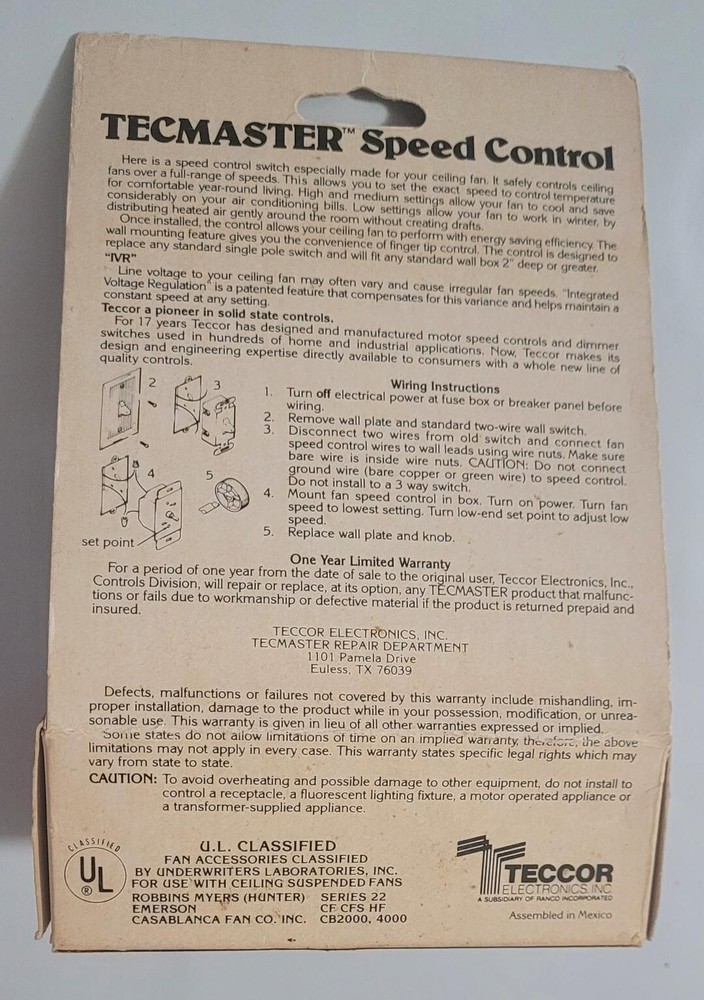 TECMASTER™ Speed Control
Here is a speed control switch especially made for your ceiling fan. It safely controls ceiling
fans over a full-range of speeds. This allows you to set the exact speed to control temperature
for comfortable year-round living. High and medium settings allow your fan to cool and save
considerably on your air conditioning bills. Low settings allow your fan to work in winter, by
distributing heated air gently around the room without creating drafts.
Once installed, the control allows your ceiling fan to perform with energy saving efficiency. The
wall mounting feature gives you the convenience of finger tip control. The control is designed to
replace any standard single pole switch and will fit any standard wall box 2" deep or greater.
"IVR"
Line voltage to your ceiling fan may often vary and cause irregular fan speeds. "Integrated
Voltage Regulation" is a patented feature that compensates for this variance and helps maintain a
constant speed at any setting.
Teccor a pioneer in solid state controls.
For 17 years Teccor has designed and manufactured motor speed controls and dimmer
switches used in hundreds of home and industrial applications. Now, Teccor makes its
design and engineering expertise directly available to consumers with a whole new line of
quality controls.
2
3
4
5
set point
Wiring Instructions
1. Turn off electrical power at fuse box or breaker panel before
wiring.
2. Remove wall plate and standard two-wire wall switch.
3. Disconnect two wires from old switch and connect fan
speed control wires to wall leads using wire nuts. Make sure
bare wire is inside wire nuts. CAUTION: Do not connect
ground wire (bare copper or green wire) to speed control.
Do not install to a 3 way switch.
4. Mount fan speed control in box. Turn on power. Turn fan
speed to lowest setting. Turn low-end set point to adjust low
speed.
5. Replace wall plate and knob.
One Year Limited Warranty
For a period of one year from the date of sale to the original user, Teccor Electronics, Inc.,
Controls Division, will repair or replace, at its option, any TECMASTER product that malfunc-
tions or fails due to workmanship or defective material if the product is returned prepaid and
insured.
TECCOR ELECTRONICS, INC.
TECMASTER REPAIR DEPARTMENT
1101 Pamela Drive
Euless, TX 76039
Defects, malfunctions or failures not covered by this warranty include mishandling, im-
proper installation, damage to the product while in your possession, modification, or unrea-
sonable use. This warranty is given in lieu of all other warranties expressed or implied.
Some states do not allow limitations of time on an implied warranty, therefore, the above
limitations may not apply in every case. This warranty states specific legal rights which may
vary from state to state.
CAUTION: To avoid overheating and possible damage to other equipment, do not install to
control a receptacle, a fluorescent lighting fixture, a motor operated appliance or
a transformer-supplied appliance.
CLASSIFIED
UL ®
U.L. CLASSIFIED
FAN ACCESSORIES CLASSIFIED
BY UNDERWRITERS LABORATORIES, INC.
FOR USE WITH CEILING SUSPENDED FANS
ROBBINS MYERS (HUNTER) SERIES 22
EMERSON CF CFS HF
CASABLANCA FAN CO. INC. CB2000, 4000
TECCOR
ELECTRONICS, INC.
A SUBSIDIARY OF RANCO INCORPORATED
Assembled in Mexico